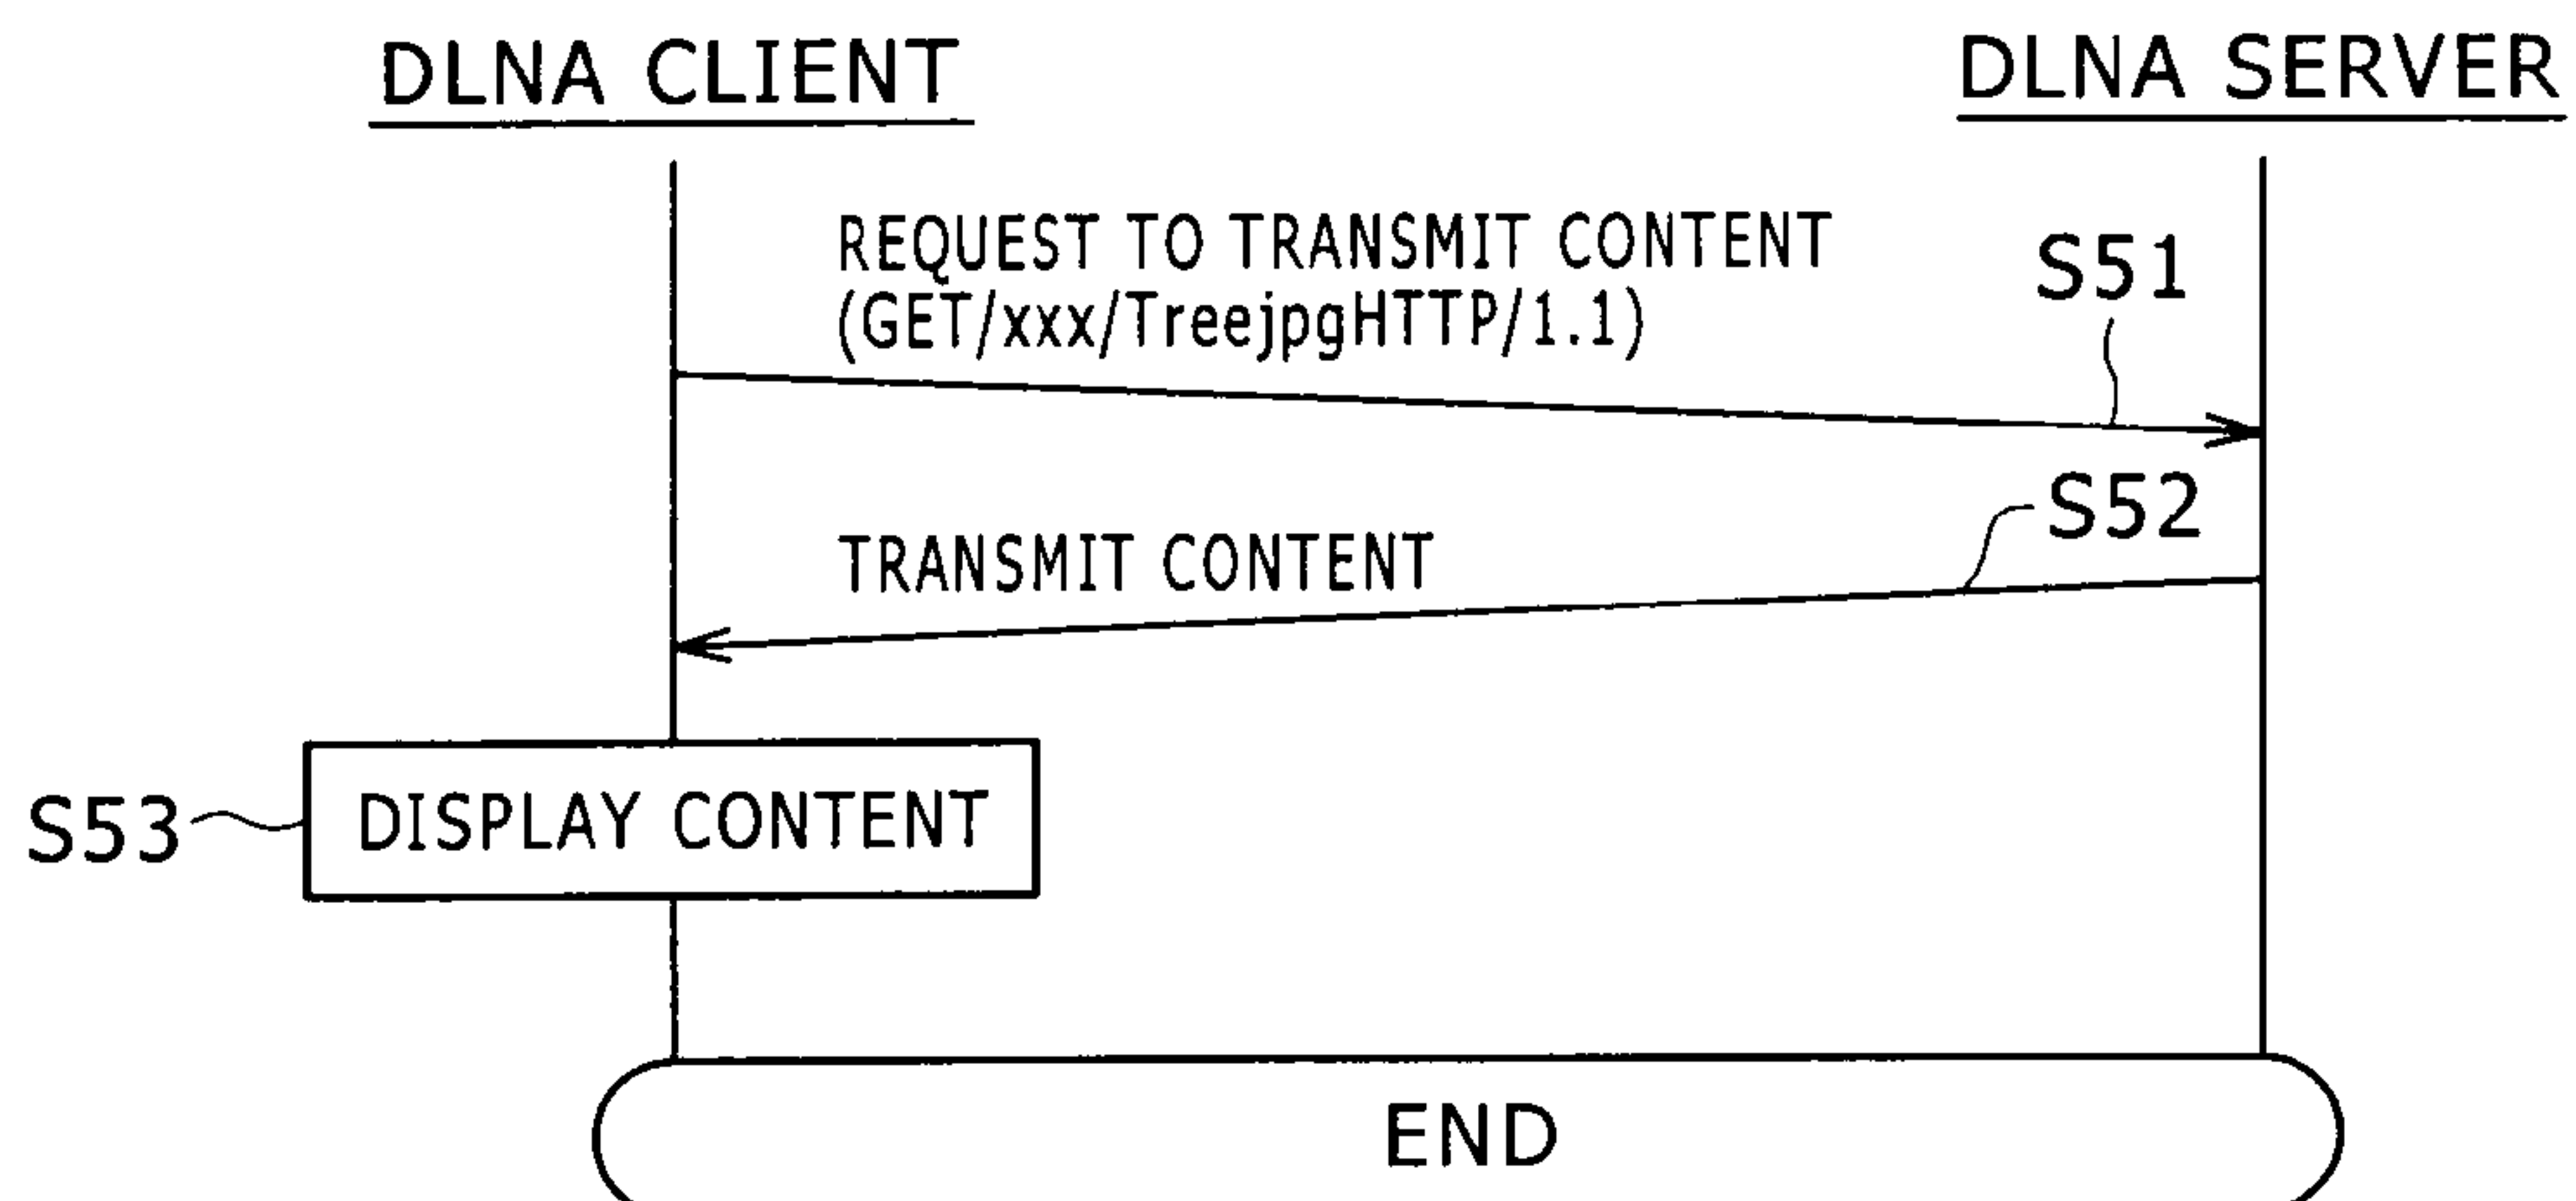 DLNA CLIENT
DLNA SERVER
REQUEST TO TRANSMIT CONTENT
(GET/xxx/TreejpgHTTP/1.1)
S51
S52
TRANSMIT CONTENT
S53
DISPLAY CONTENT
END